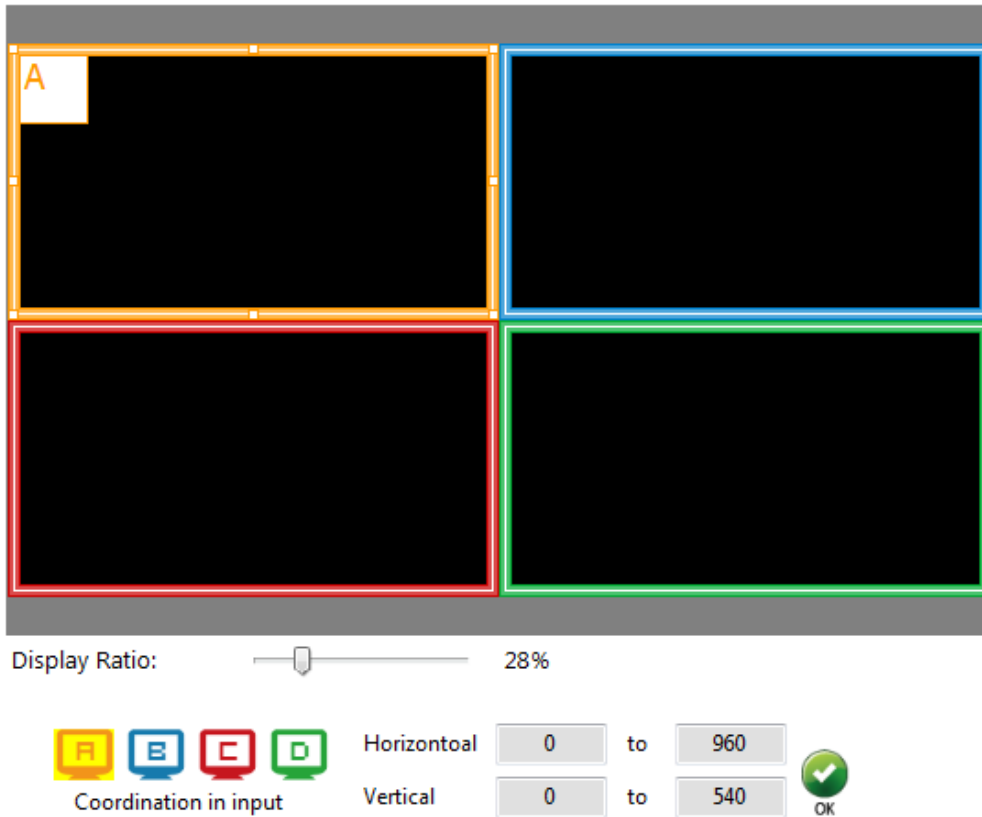 A
Display Ratio: 28%
A B C D
Horizontoal 0 to 960
Coordination in input
Vertical 0 to 540
OK